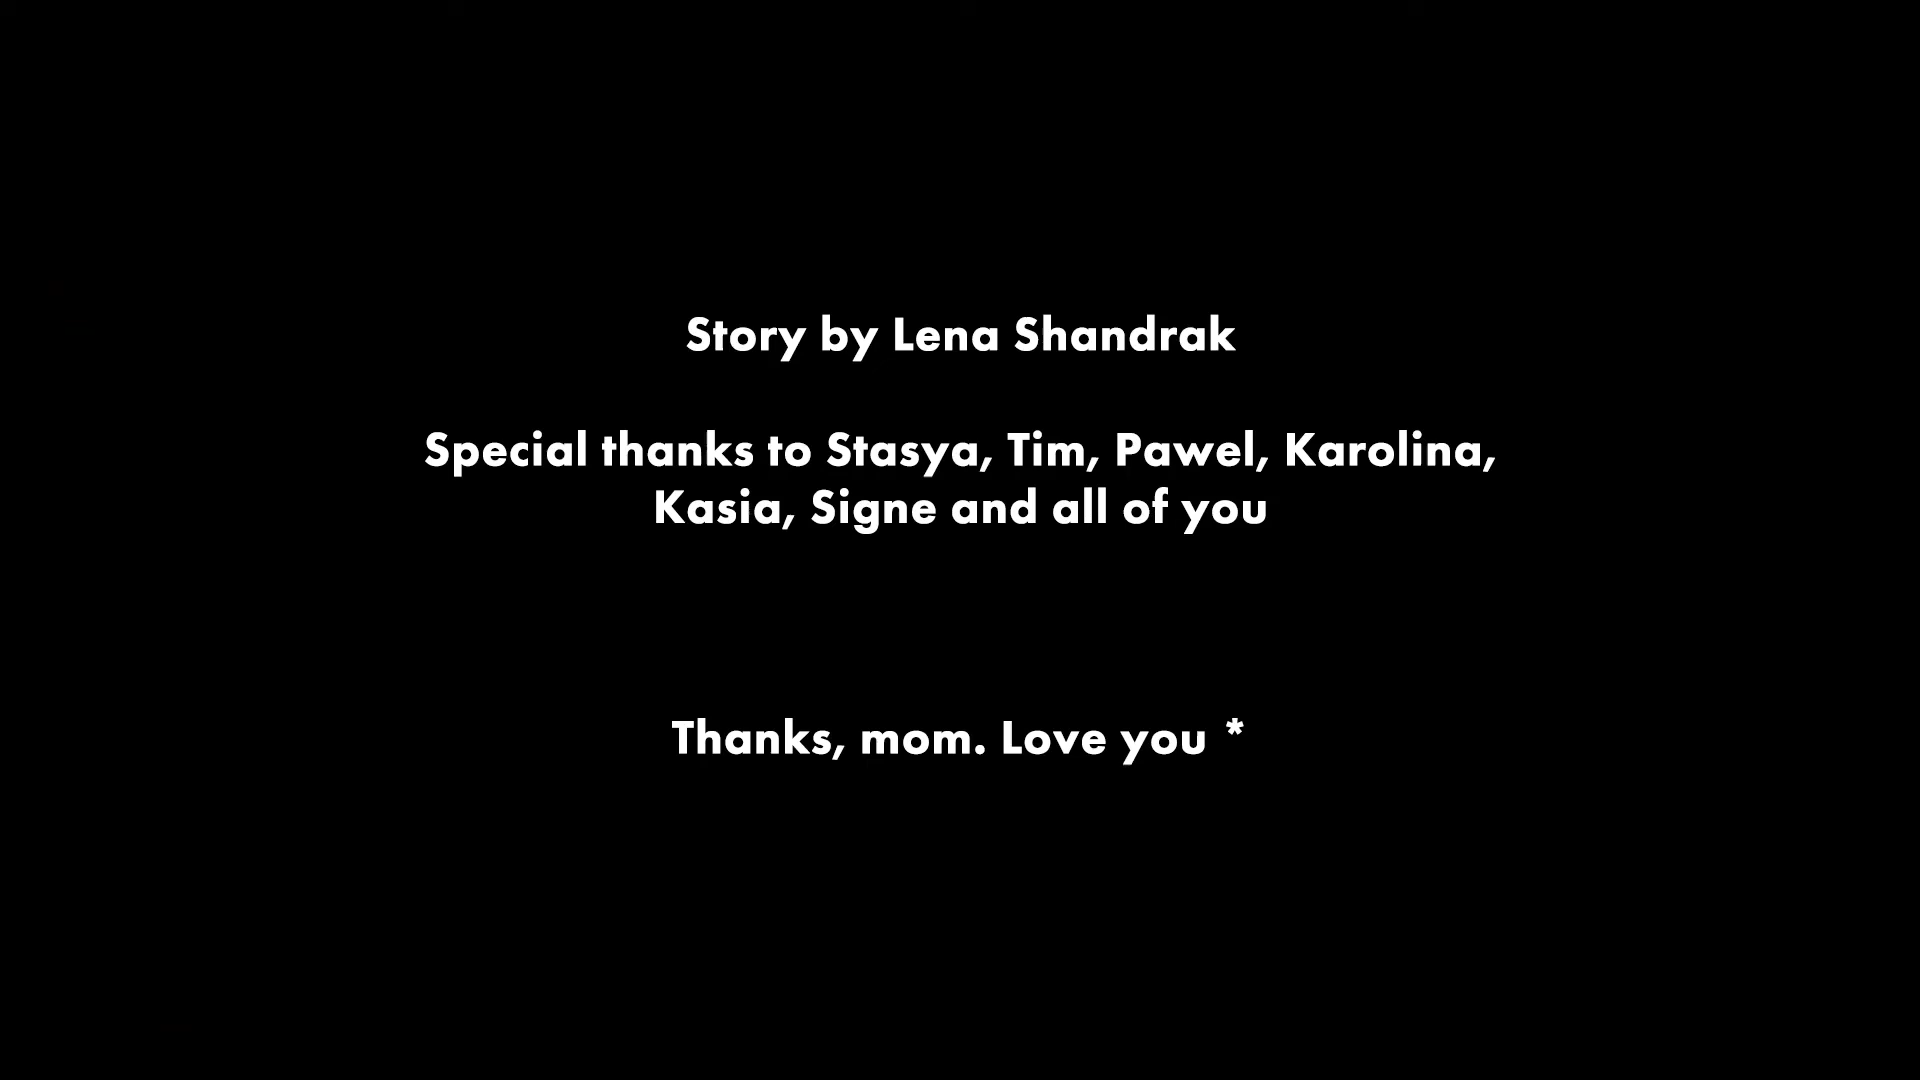 Story by Lena Shandrak
Special thanks to Stasya, Tim, Pawel, Karolina,
Kasia, Signe and all of you
Thanks, mom. Love you *